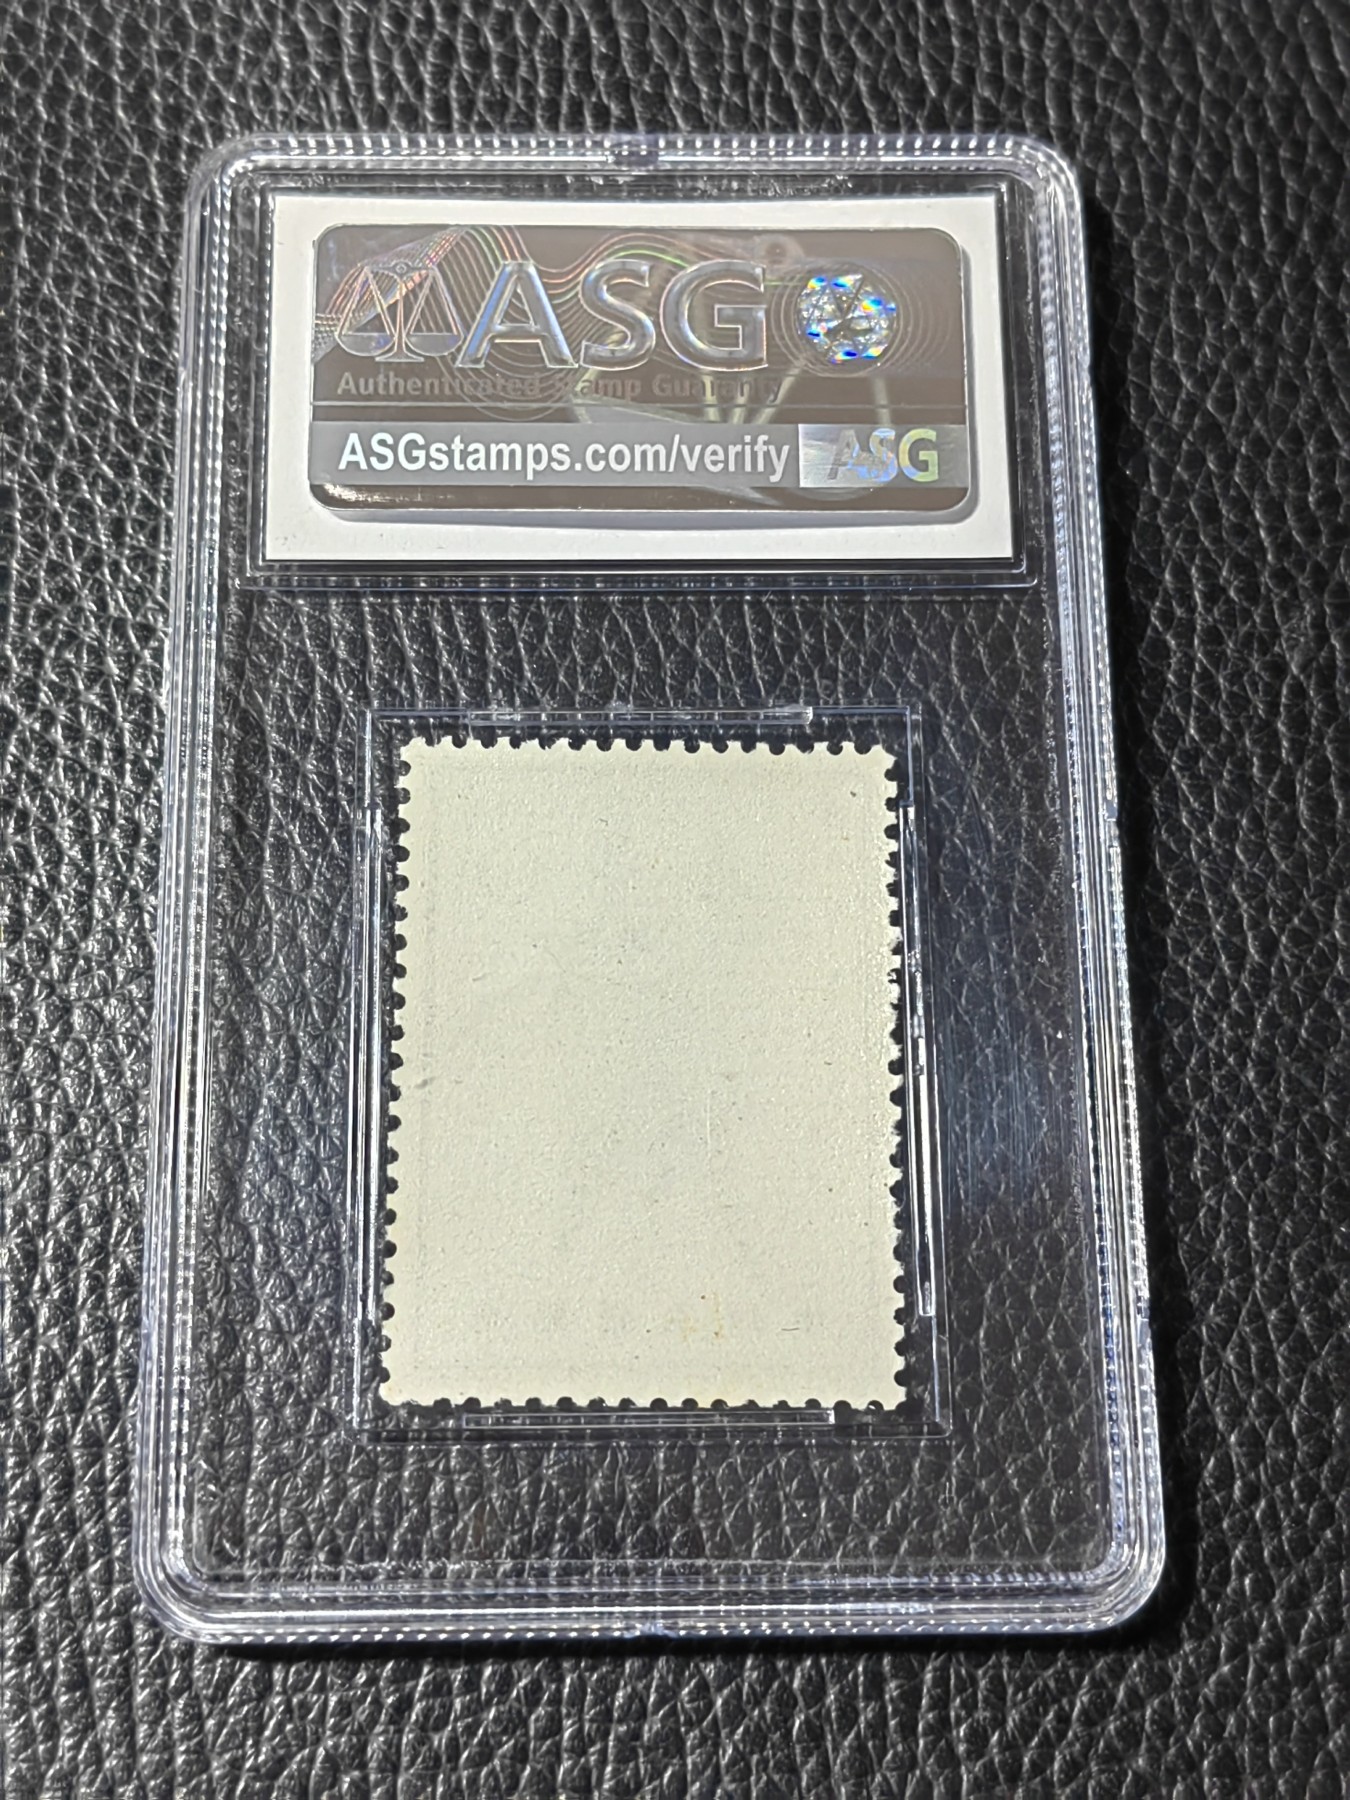 ASG
Authenticated Stamp Guaranty
ASGstamps.com/verify ASG